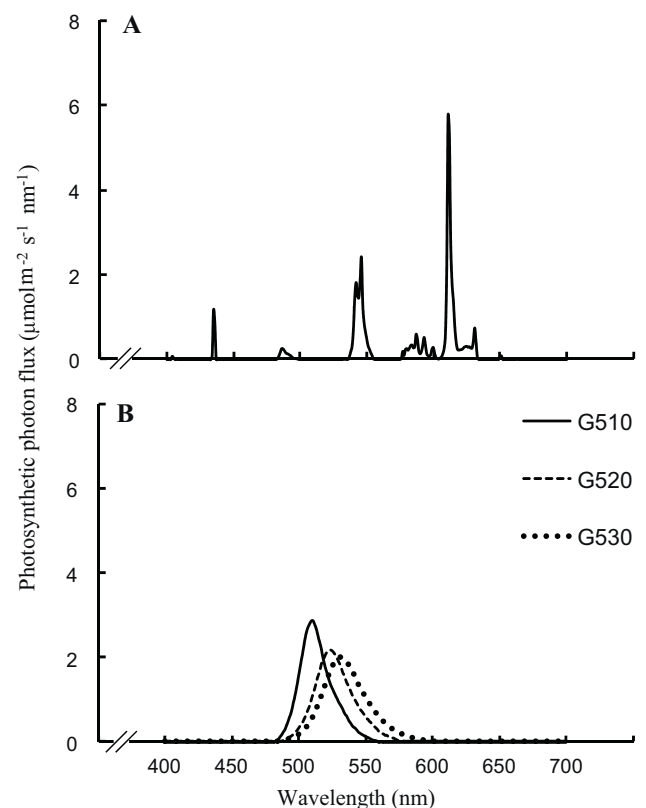 A
8
6
4
2
0
Photosynthetic photon flux (μmol m⁻² s⁻¹ nm⁻¹)
B
8
6
4
2
0
G510
G520
G530
400 450 500 550 600 650 700
Wavelength (nm)